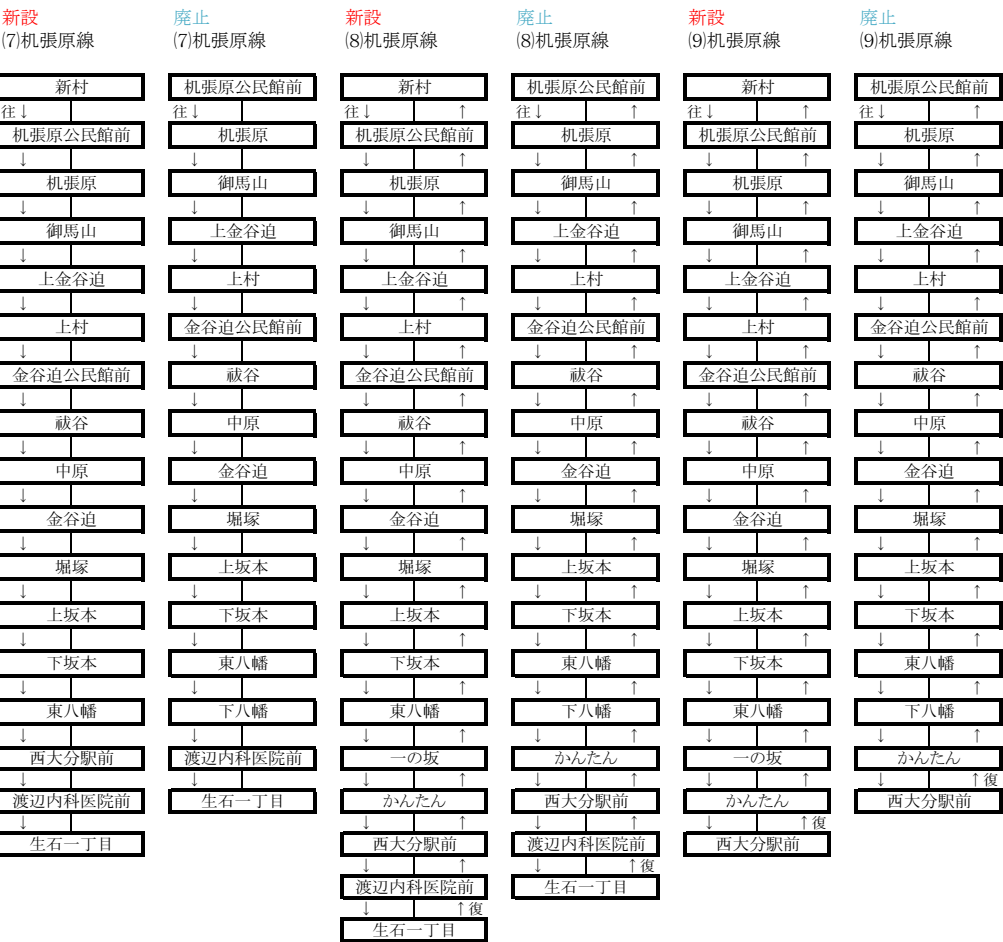 新設
⑺机張原線
新村
往↓
机張原公民館前
↓
机張原
↓
御馬山
↓
上金谷迫
↓
上村
↓
金谷迫公民館前
↓
祓谷
↓
中原
↓
金谷迫
↓
堀塚
↓
上坂本
↓
下坂本
↓
東八幡
↓
西大分駅前
↓
渡辺内科医院前
↓
生石一丁目
廃止
⑺机張原線
机張原公民館前
往↓
机張原
↓
御馬山
↓
上金谷迫
↓
上村
↓
金谷迫公民館前
↓
祓谷
↓
中原
↓
金谷迫
↓
堀塚
↓
上坂本
↓
下坂本
↓
東八幡
↓
下八幡
↓
渡辺内科医院前
↓
生石一丁目
新設
⑻机張原線
新村
往↓ ↑
机張原公民館前
↓ ↑
机張原
↓ ↑
御馬山
↓ ↑
上金谷迫
↓ ↑
上村
↓ ↑
金谷迫公民館前
↓ ↑
祓谷
↓ ↑
中原
↓ ↑
金谷迫
↓ ↑
堀塚
↓ ↑
上坂本
↓ ↑
下坂本
↓ ↑
東八幡
↓ ↑
一の坂
↓ ↑
かんたん
↓ ↑
西大分駅前
↓ ↑
渡辺内科医院前
↓ ↑復
生石一丁目
廃止
⑻机張原線
机張原公民館前
往↓ ↑
机張原
↓ ↑
御馬山
↓ ↑
上金谷迫
↓ ↑
上村
↓ ↑
金谷迫公民館前
↓ ↑
祓谷
↓ ↑
中原
↓ ↑
金谷迫
↓ ↑
堀塚
↓ ↑
上坂本
↓ ↑
下坂本
↓ ↑
東八幡
↓ ↑
下八幡
↓ ↑
かんたん
↓ ↑
西大分駅前
↓ ↑
渡辺内科医院前
↓ ↑復
生石一丁目
新設
⑼机張原線
新村
往↓ ↑
机張原公民館前
↓ ↑
机張原
↓ ↑
御馬山
↓ ↑
上金谷迫
↓ ↑
上村
↓ ↑
金谷迫公民館前
↓ ↑
祓谷
↓ ↑
中原
↓ ↑
金谷迫
↓ ↑
堀塚
↓ ↑
上坂本
↓ ↑
下坂本
↓ ↑
東八幡
↓ ↑
一の坂
↓ ↑
かんたん
↓ ↑復
西大分駅前
廃止
⑼机張原線
机張原公民館前
往↓ ↑
机張原
↓ ↑
御馬山
↓ ↑
上金谷迫
↓ ↑
上村
↓ ↑
金谷迫公民館前
↓ ↑
祓谷
↓ ↑
中原
↓ ↑
金谷迫
↓ ↑
堀塚
↓ ↑
上坂本
↓ ↑
下坂本
↓ ↑
東八幡
↓ ↑
下八幡
↓ ↑
かんたん
↓ ↑復
西大分駅前